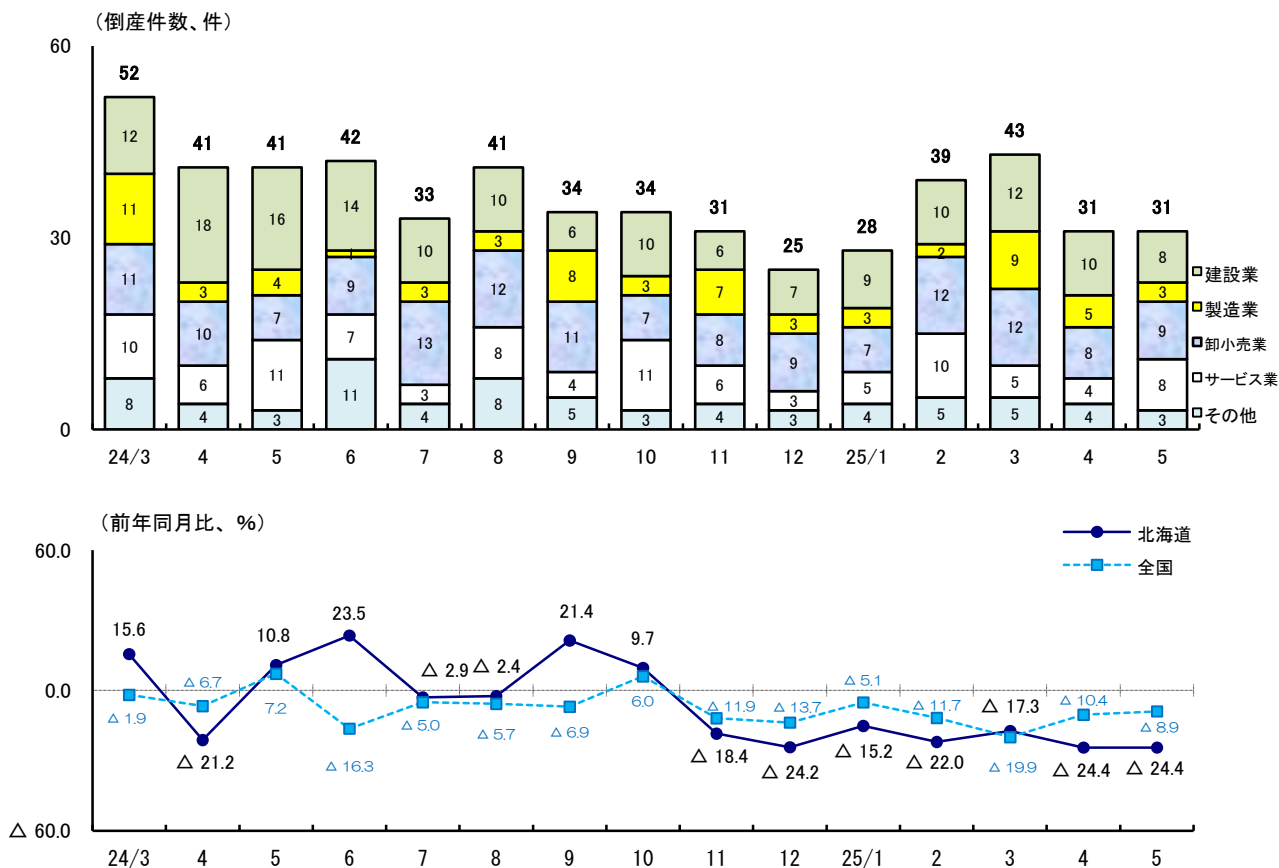 （倒産件数、件）
60
30
0
52 41 41 42 33 41 34 34 31 25 28 39 43 31 31
12 18 16 14 10 10 6 10 6 7 9 10 12 10 8
11 3 4 1 3 3 8 3 7 3 3 2 9 5 3
11 10 7 9 13 12 11 7 8 9 7 12 12 8 9
10 6 11 7 3 8 4 11 6 3 5 10 5 4 8
8 4 3 11 4 8 5 3 4 3 4 5 5 4 3
建設業
製造業
卸小売業
サービス業
その他
24/3 4 5 6 7 8 9 10 11 12 25/1 2 3 4 5
（前年同月比、%）
北海道
全国
60.0
0.0
△ 60.0
15.6 △ 21.2 10.8 23.5 △ 2.9 △ 2.4 21.4 9.7 △ 18.4 △ 24.2 △ 15.2 △ 22.0 △ 17.3 △ 24.4 △ 24.4
△ 1.9 △ 6.7 7.2 △ 16.3 △ 5.0 △ 5.7 △ 6.9 6.0 △ 11.9 △ 13.7 △ 5.1 △ 11.7 △ 19.9 △ 10.4 △ 8.9
24/3 4 5 6 7 8 9 10 11 12 25/1 2 3 4 5